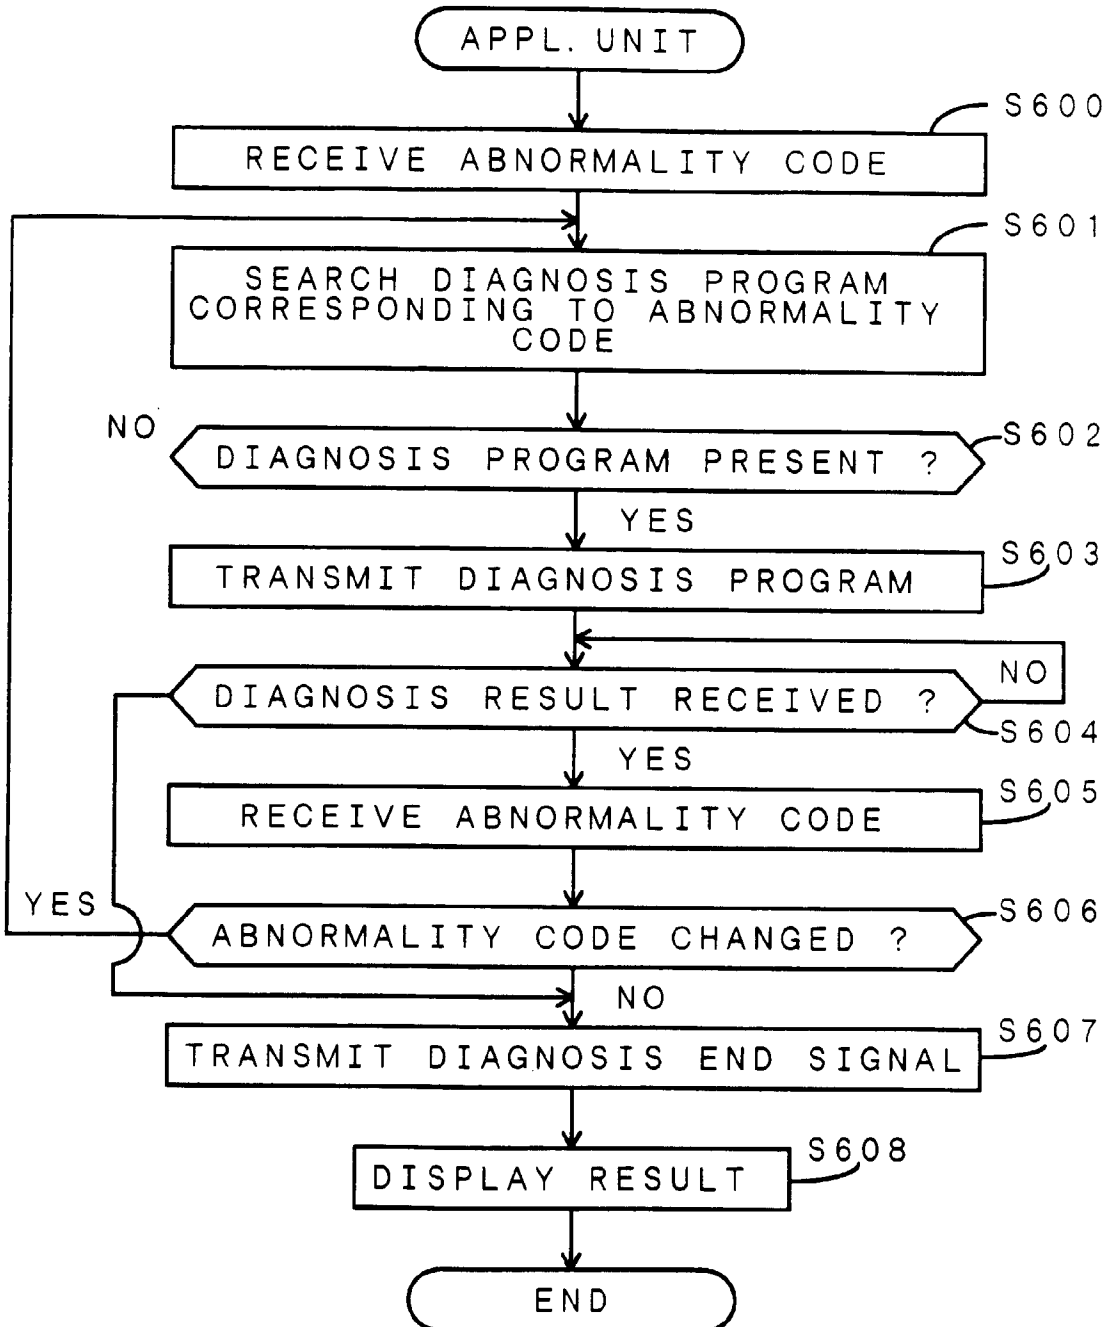 APPL. UNIT
S600
RECEIVE ABNORMALITY CODE
S601
SEARCH DIAGNOSIS PROGRAM
CORRESPONDING TO ABNORMALITY
CODE
NO
S602
DIAGNOSIS PROGRAM PRESENT ?
YES
S603
TRANSMIT DIAGNOSIS PROGRAM
NO
DIAGNOSIS RESULT RECEIVED ?
S604
YES
S605
RECEIVE ABNORMALITY CODE
YES
S606
ABNORMALITY CODE CHANGED ?
NO
S607
TRANSMIT DIAGNOSIS END SIGNAL
S608
DISPLAY RESULT
END